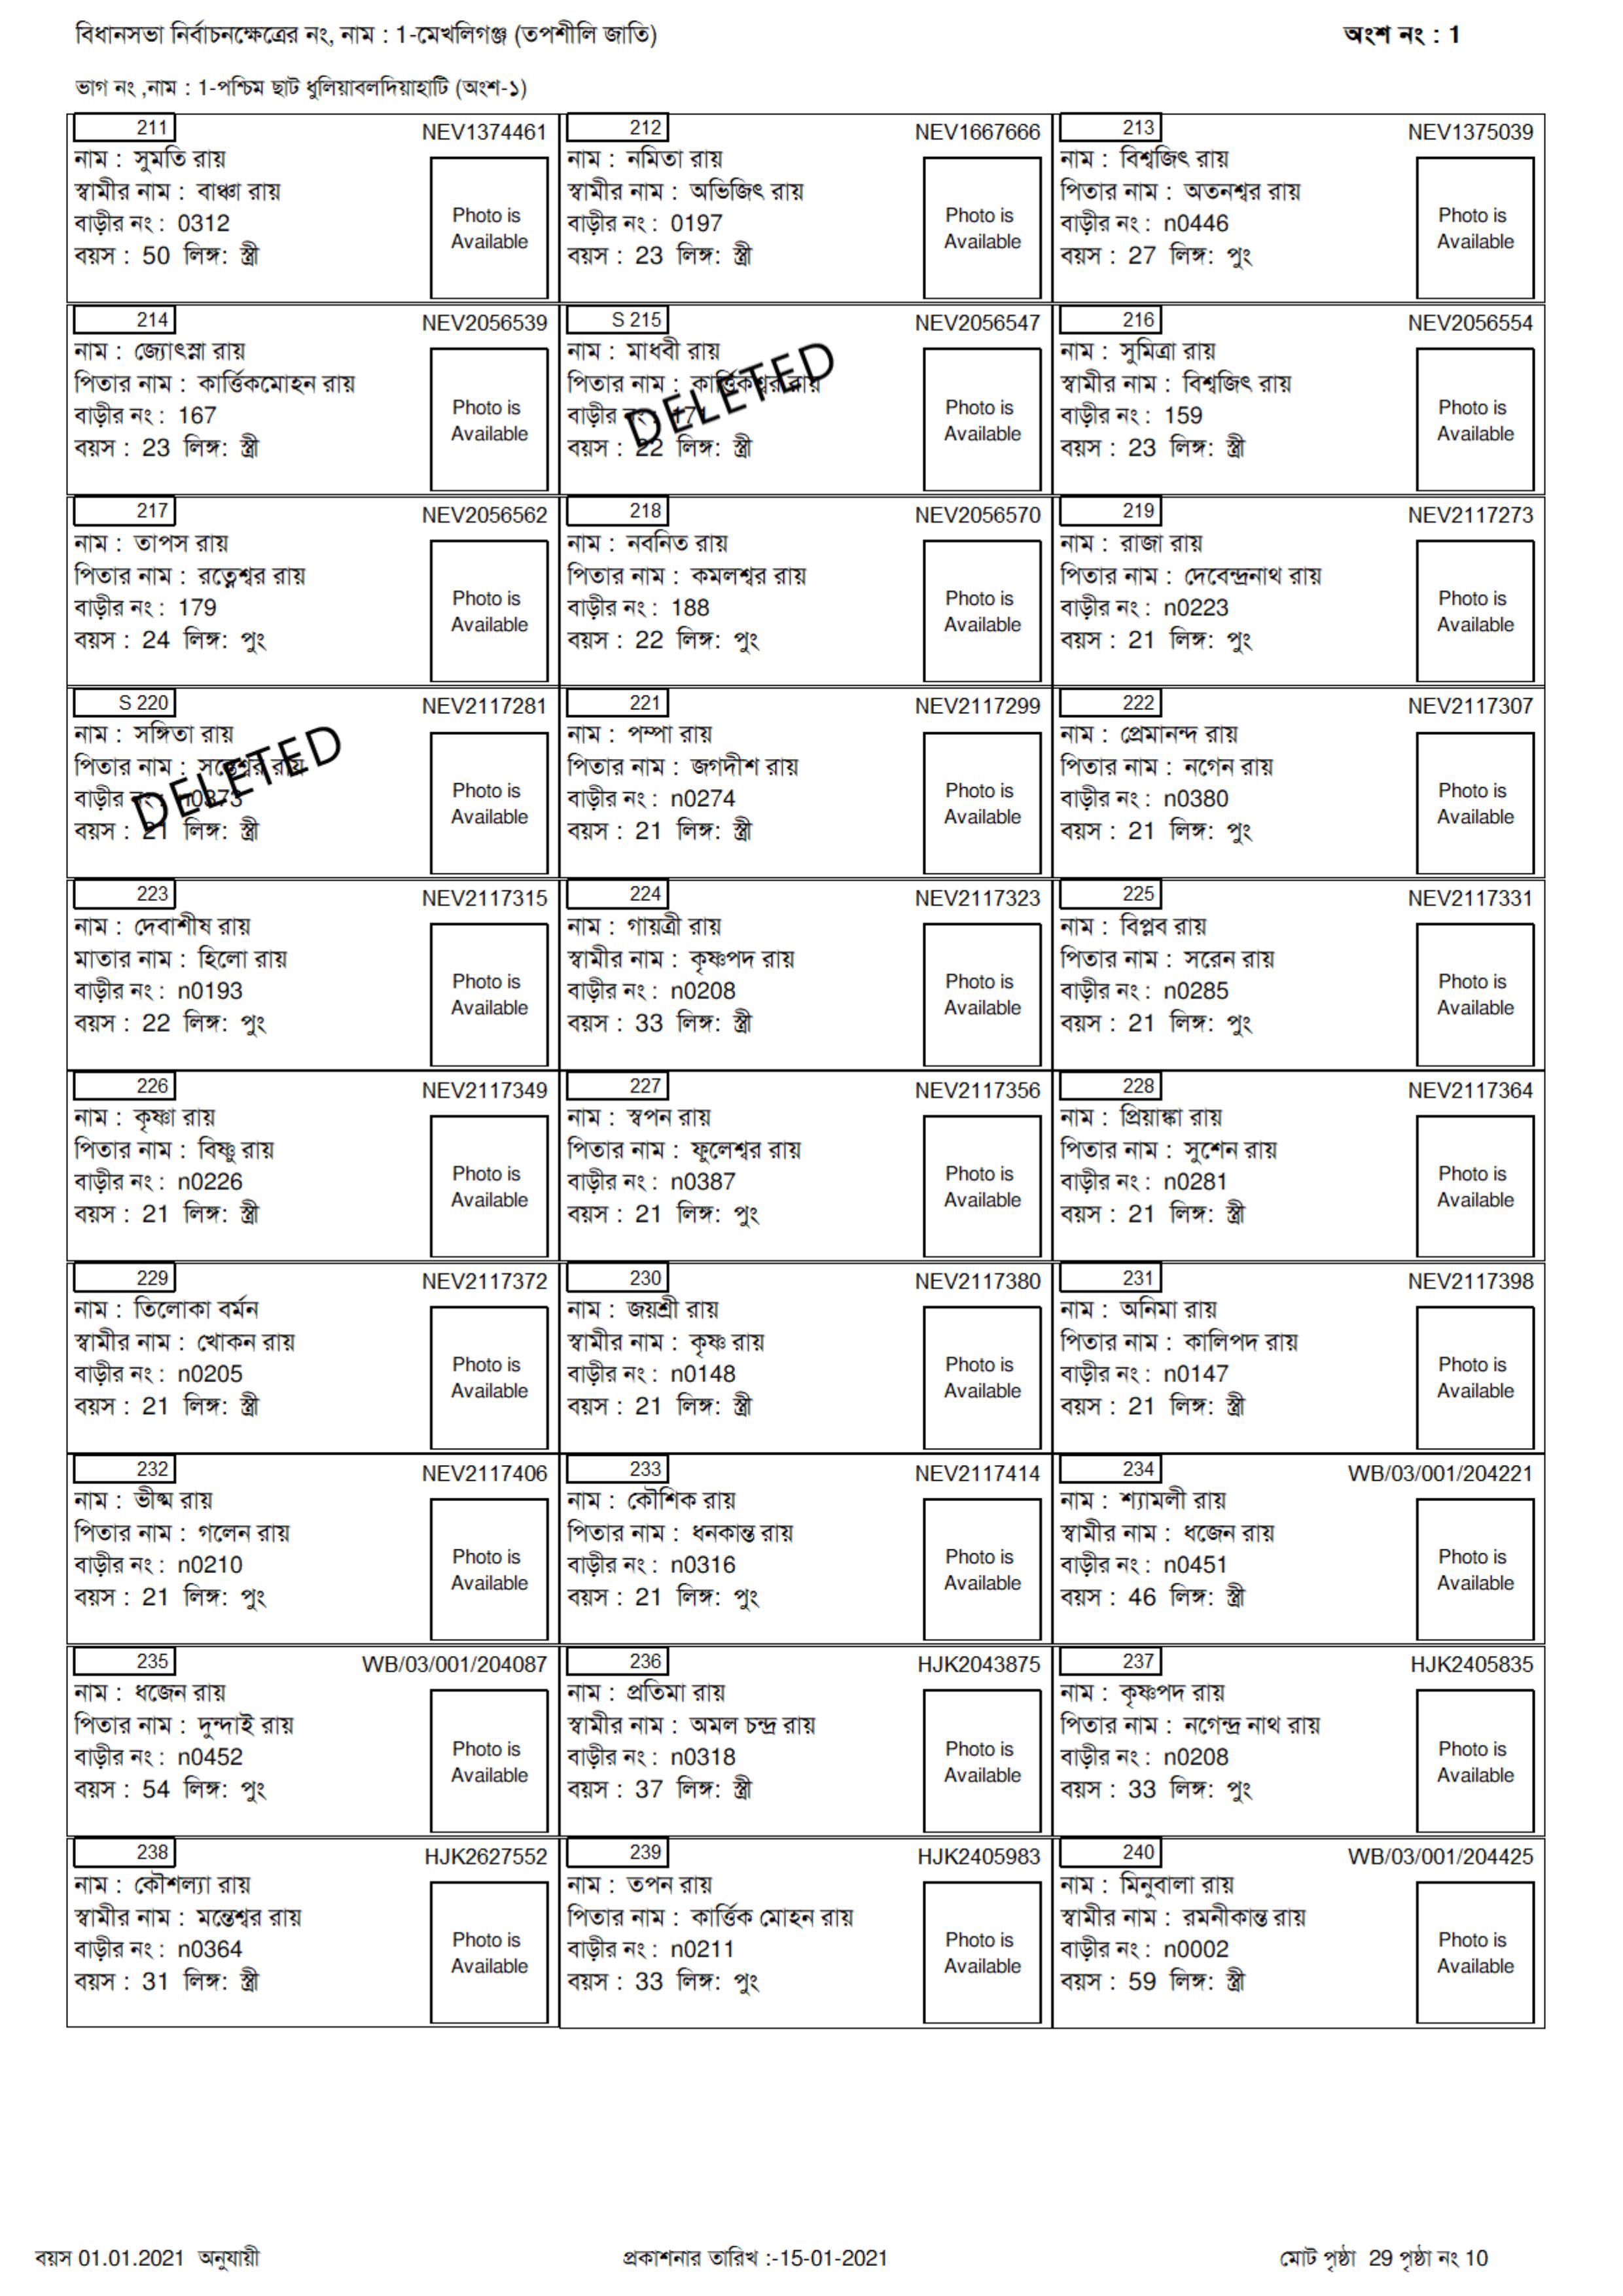 বিধানসভা নির্বাচনক্ষেত্রের নং, নাম : 1-মেখলিগঞ্জ (তপশীলি জাতি)
অংশ নং : 1
ভাগ নং ,নাম : 1-পশ্চিম ছাট ধুলিয়াবলদিয়াহাটি (অংশ-১)
211 NEV1374461
নাম : সুমতি রায়
স্বামীর নাম : বাঞ্চা রায়
বাড়ীর নং : 0312
বয়স : 50 লিঙ্গ: স্ত্রী
Photo is
Available
212 NEV1667666
নাম : নমিতা রায়
স্বামীর নাম : অভিজিৎ রায়
বাড়ীর নং : 0197
বয়স : 23 লিঙ্গ: স্ত্রী
Photo is
Available
213 NEV1375039
নাম : বিশ্বজিৎ রায়
পিতার নাম : অতনশ্বর রায়
বাড়ীর নং : n0446
বয়স : 27 লিঙ্গ: পুং
Photo is
Available
214 NEV2056539
নাম : জ্যোৎস্না রায়
পিতার নাম : কার্ত্তিকমোহন রায়
বাড়ীর নং : 167
বয়স : 23 লিঙ্গ: স্ত্রী
Photo is
Available
S 215 NEV2056547
নাম : মাধবী রায়
পিতার নাম : কার্ত্তিকশ্বর রায়
বাড়ীর নং : 171
বয়স : 22 লিঙ্গ: স্ত্রী
DELETED
Photo is
Available
216 NEV2056554
নাম : সুমিত্রা রায়
স্বামীর নাম : বিশ্বজিৎ রায়
বাড়ীর নং : 159
বয়স : 23 লিঙ্গ: স্ত্রী
Photo is
Available
217 NEV2056562
নাম : তাপস রায়
পিতার নাম : রত্নেশ্বর রায়
বাড়ীর নং : 179
বয়স : 24 লিঙ্গ: পুং
Photo is
Available
218 NEV2056570
নাম : নবনিত রায়
পিতার নাম : কমলশ্বর রায়
বাড়ীর নং : 188
বয়স : 22 লিঙ্গ: পুং
Photo is
Available
219 NEV2117273
নাম : রাজা রায়
পিতার নাম : দেবেন্দ্রনাথ রায়
বাড়ীর নং : n0223
বয়স : 21 লিঙ্গ: পুং
Photo is
Available
S 220 NEV2117281
নাম : সঙ্গিতা রায়
পিতার নাম : সন্তেশ্বর রায়
বাড়ীর নং : n0373
বয়স : 21 লিঙ্গ: স্ত্রী
DELETED
Photo is
Available
221 NEV2117299
নাম : পম্পা রায়
পিতার নাম : জগদীশ রায়
বাড়ীর নং : n0274
বয়স : 21 লিঙ্গ: স্ত্রী
Photo is
Available
222 NEV2117307
নাম : প্রেমানন্দ রায়
পিতার নাম : নগেন রায়
বাড়ীর নং : n0380
বয়স : 21 লিঙ্গ: পুং
Photo is
Available
223 NEV2117315
নাম : দেবাশীষ রায়
মাতার নাম : হিলো রায়
বাড়ীর নং : n0193
বয়স : 22 লিঙ্গ: পুং
Photo is
Available
224 NEV2117323
নাম : গায়ত্রী রায়
স্বামীর নাম : কৃষ্ণপদ রায়
বাড়ীর নং : n0208
বয়স : 33 লিঙ্গ: স্ত্রী
Photo is
Available
225 NEV2117331
নাম : বিপ্লব রায়
পিতার নাম : সরেন রায়
বাড়ীর নং : n0285
বয়স : 21 লিঙ্গ: পুং
Photo is
Available
226 NEV2117349
নাম : কৃষ্ণা রায়
পিতার নাম : বিষ্ণু রায়
বাড়ীর নং : n0226
বয়স : 21 লিঙ্গ: স্ত্রী
Photo is
Available
227 NEV2117356
নাম : স্বপন রায়
পিতার নাম : ফুলেশ্বর রায়
বাড়ীর নং : n0387
বয়স : 21 লিঙ্গ: পুং
Photo is
Available
228 NEV2117364
নাম : প্রিয়াঙ্কা রায়
পিতার নাম : সুশেন রায়
বাড়ীর নং : n0281
বয়স : 21 লিঙ্গ: স্ত্রী
Photo is
Available
229 NEV2117372
নাম : তিলোকা বর্মন
স্বামীর নাম : খোকন রায়
বাড়ীর নং : n0205
বয়স : 21 লিঙ্গ: স্ত্রী
Photo is
Available
230 NEV2117380
নাম : জয়শ্রী রায়
স্বামীর নাম : কৃষ্ণ রায়
বাড়ীর নং : n0148
বয়স : 21 লিঙ্গ: স্ত্রী
Photo is
Available
231 NEV2117398
নাম : অনিমা রায়
পিতার নাম : কালিপদ রায়
বাড়ীর নং : n0147
বয়স : 21 লিঙ্গ: স্ত্রী
Photo is
Available
232 NEV2117406
নাম : ভীষ্ম রায়
পিতার নাম : গলেন রায়
বাড়ীর নং : n0210
বয়স : 21 লিঙ্গ: পুং
Photo is
Available
233 NEV2117414
নাম : কৌশিক রায়
পিতার নাম : ধনকান্ত রায়
বাড়ীর নং : n0316
বয়স : 21 লিঙ্গ: পুং
Photo is
Available
234 WB/03/001/204221
নাম : শ্যামলী রায়
স্বামীর নাম : ধজেন রায়
বাড়ীর নং : n0451
বয়স : 46 লিঙ্গ: স্ত্রী
Photo is
Available
235 WB/03/001/204087
নাম : ধজেন রায়
পিতার নাম : দুন্দাই রায়
বাড়ীর নং : n0452
বয়স : 54 লিঙ্গ: পুং
Photo is
Available
236 HJK2043875
নাম : প্রতিমা রায়
স্বামীর নাম : অমল চন্দ্র রায়
বাড়ীর নং : n0318
বয়স : 37 লিঙ্গ: স্ত্রী
Photo is
Available
237 HJK2405835
নাম : কৃষ্ণপদ রায়
পিতার নাম : নগেন্দ্র নাথ রায়
বাড়ীর নং : n0208
বয়স : 33 লিঙ্গ: পুং
Photo is
Available
238 HJK2627552
নাম : কৌশল্যা রায়
স্বামীর নাম : মন্তেশ্বর রায়
বাড়ীর নং : n0364
বয়স : 31 লিঙ্গ: স্ত্রী
Photo is
Available
239 HJK2405983
নাম : তপন রায়
পিতার নাম : কার্ত্তিক মোহন রায়
বাড়ীর নং : n0211
বয়স : 33 লিঙ্গ: পুং
Photo is
Available
240 WB/03/001/204425
নাম : মিনুবালা রায়
স্বামীর নাম : রমনীকান্ত রায়
বাড়ীর নং : n0002
বয়স : 59 লিঙ্গ: স্ত্রী
Photo is
Available
বয়স 01.01.2021 অনুযায়ী
প্রকাশনার তারিখ :-15-01-2021
মোট পৃষ্ঠা 29 পৃষ্ঠা নং 10